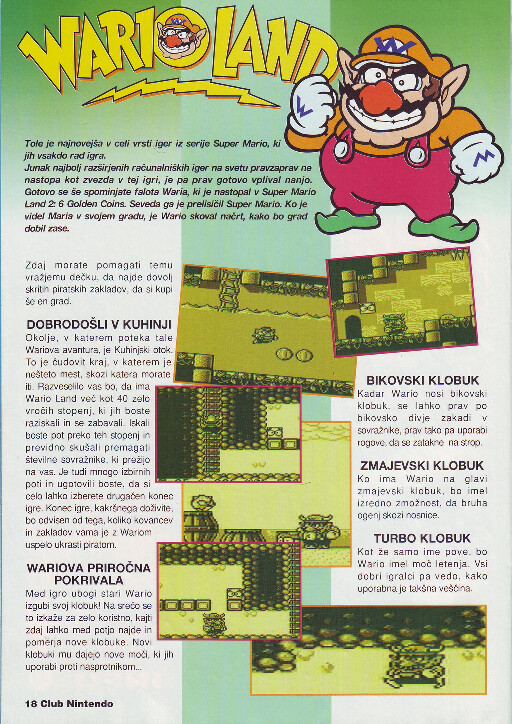 WARIO LAND
Tole je najnovejša v celi vrsti iger iz serije Super Mario, ki
jih vsakdo rad igra.
Junak najbolj razširjenih računalniških iger na svetu pravzaprav ne
nastopa kot zvezda v tej igri, je pa prav gotovo vplival nanjo.
Gotovo se še spominjate falota Waria, ki je nastopal v Super Mario
Land 2: 6 Golden Coins. Seveda ga je prelisičil Super Mario. Ko je
videl Maria v svojem gradu, je Wario skoval načrt, kako bo grad
dobil zase.
Zdaj morate pomagati temu
vražjemu dečku, da najde dovolj
skritih piratskih zakladov, da si kupi
še en grad.
DOBRODOŠLI V KUHINJI
Okolje, v katerem poteka tale
Wariova avantura, je Kuhinjski otok.
To je čudovit kraj, v katerem je
nešteto mest, skozi katera morate
iti. Razveselilo vas bo, da ima
Wario Land več kot 40 zelo
vročih stopenj, ki jih boste
raziskali in se zabavali. Iskali
boste pot preko teh stopenj in
previdno skušali premagati
številne sovražnike, ki prežijo
na vas. Je tudi mnogo izbirnih
poti in ugotovili boste, da si
celo lahko izberete drugačen konec
igre. Konec igre, kakršnega doživite,
bo odvisen od tega, koliko kovancev
in zakladov vama je z Wariom
uspelo ukrasti piratom.
WARIOVA PRIROČNA
POKRIVALA
Med igro ubogi stari Wario
izgubi svoj klobuk! Na srečo se
to izkaže za zelo koristno, kajti
zdaj lahko med potjo najde in
pomerja nove klobuke. Novi
klobuki mu dajejo nove moči, ki jih
uporabi proti nasprotnikom...
BIKOVSKI KLOBUK
Kadar Wario nosi bikovski
klobuk, se lahko prav po
bikovsko divje zakadi v
sovražnike, prav tako pa uporabi
rogove, da se zatakne na strop.
ZMAJEVSKI KLOBUK
Ko ima Wario na glavi
zmajevski klobuk, bo imel
izredno zmožnost, da bruha
ogenj skozi nosnice.
TURBO KLOBUK
Kot že samo ime pove, bo
Wario imel moč letenja. Vsi
dobri igralci pa vedo, kako
uporabna je takšna veščina.
18 Club Nintendo